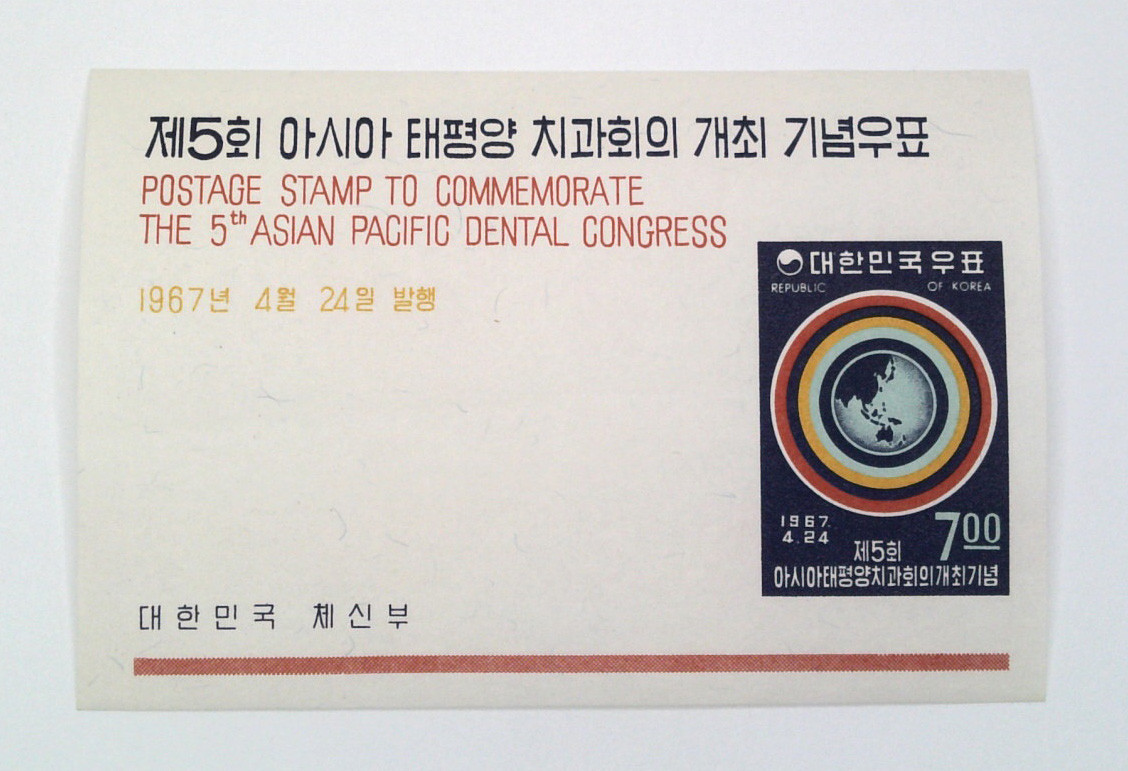 제5회 아시아 태평양 치과회의 개최 기념우표
POSTAGE STAMP TO COMMEMORATE
THE 5th ASIAN PACIFIC DENTAL CONGRESS
1967년 4월 24일 발행
대한민국우표
REPUBLIC OF KOREA
1967.
4.24
700
제5회
아시아태평양치과회의개최기념
대한민국 체신부